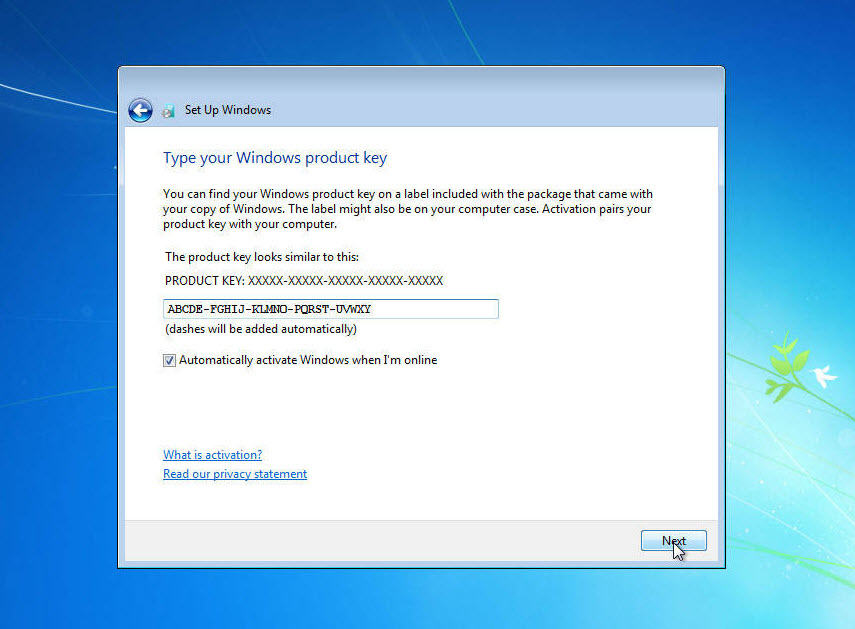 Set Up Windows
Type your Windows product key
You can find your Windows product key on a label included with the package that came with
your copy of Windows. The label might also be on your computer case. Activation pairs your
product key with your computer.
The product key looks similar to this:
PRODUCT KEY: XXXXX-XXXXX-XXXXX-XXXXX-XXXXX
ABCDE-FGHIJ-KLMNO-PQRST-UVWXY
(dashes will be added automatically)
Automatically activate Windows when I'm online
What is activation?
Read our privacy statement
Next